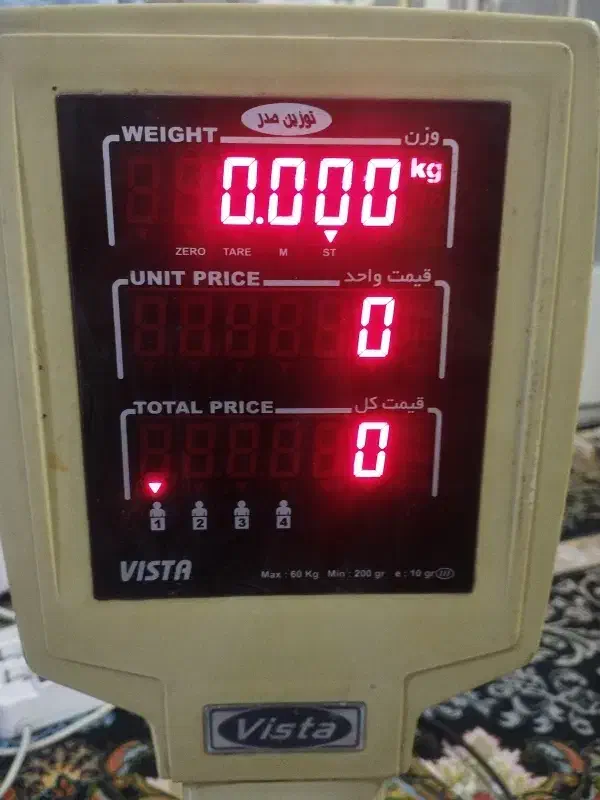 توزین صدر
WEIGHT وزن
0.000 kg
ZERO TARE M ST
UNIT PRICE قیمت واحد
0
TOTAL PRICE قیمت کل
0
1 2 3 4
VISTA Max : 60 Kg Min : 200 gr e : 10 gr
Vista